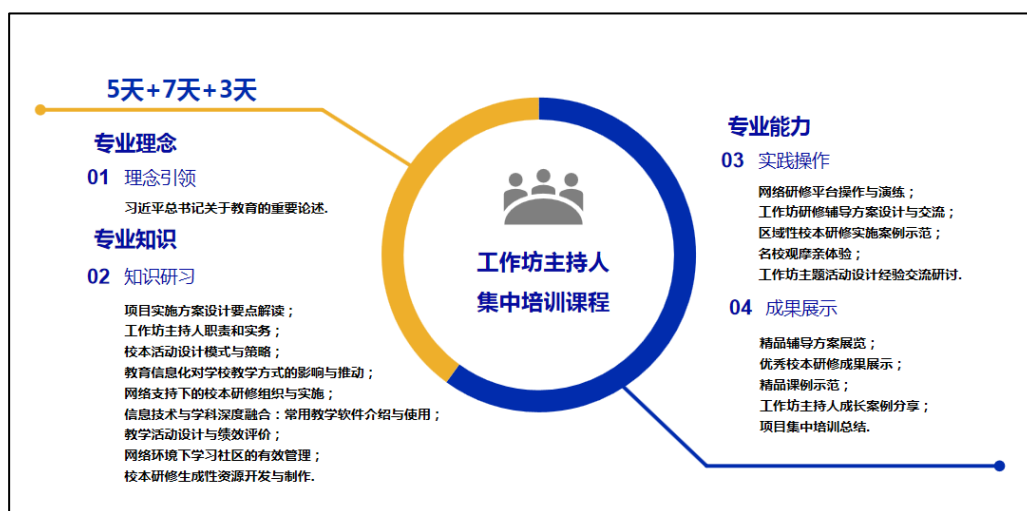 5天+7天+3天
专业理念
01 理念引领
习近平总书记关于教育的重要论述.
专业知识
02 知识研习
项目实施方案设计要点解读；
工作坊主持人职责和实务；
校本活动设计模式与策略；
教育信息化对学校教学方式的影响与推动；
网络支持下的校本研修组织与实施；
信息技术与学科深度融合：常用教学软件介绍与使用；
教学活动设计与绩效评价；
网络环境下学习社区的有效管理；
校本研修生成性资源开发与制作.
工作坊主持人
集中培训课程
专业能力
03 实践操作
网络研修平台操作与演练；
工作坊研修辅导方案设计与交流；
区域性校本研修实施案例示范；
名校观摩亲体验；
工作坊主题活动设计经验交流研讨.
04 成果展示
精品辅导方案展览；
优秀校本研修成果展示；
精品课例示范；
工作坊主持人成长案例分享；
项目集中培训总结.